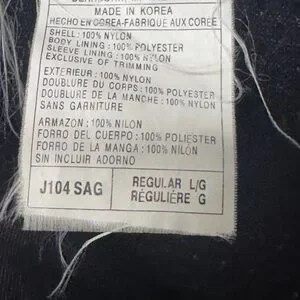 MADE IN KOREA
HECHO EN COREA-FABRIQUE AUX CORÉE
SHELL: 100% NYLON
BODY LINING: 100% POLYESTER
SLEEVE LINING: 100% NYLON
EXCLUSIVE OF TRIMMING
EXTERIEUR: 100% NYLON
DOUBLURE DU CORPS: 100% POLYESTER
DOUBLURE DE LA MANCHE: 100% NYLON
SANS GARNITURE
ARMAZON: 100% NILÓN
FORRO DEL CUERPO: 100% POLIESTER
FORRO DE LA MANGA: 100% NILÓN
SIN INCLUIR ADORNO
J104 SAG
REGULAR L/G
RÉGULIÈRE G